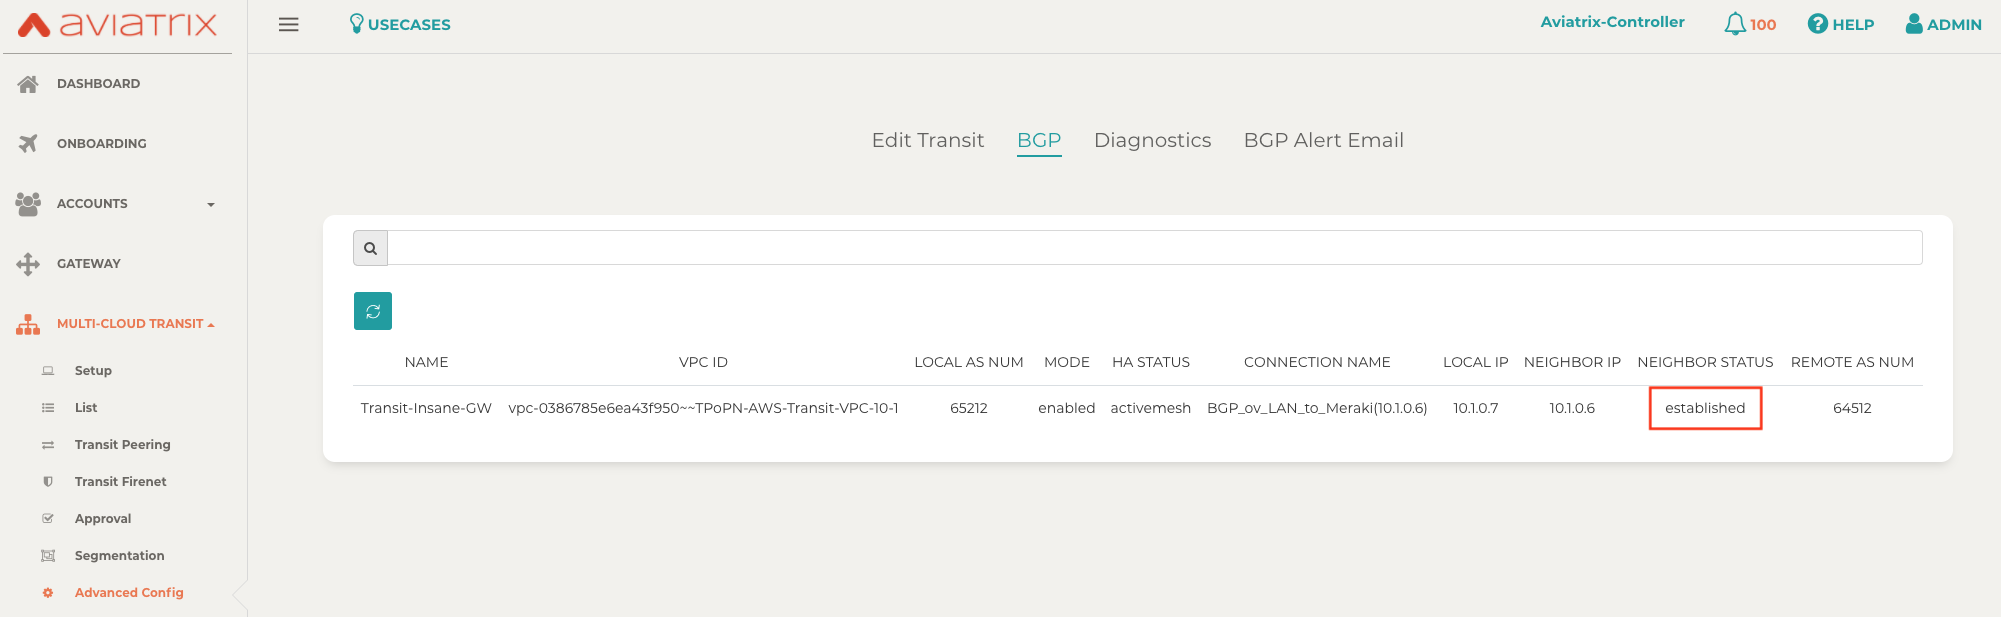 aviatrix
USECASES
Aviatrix-Controller
100
HELP
ADMIN
DASHBOARD
ONBOARDING
ACCOUNTS
GATEWAY
MULTI-CLOUD TRANSIT
Setup
List
Transit Peering
Transit Firenet
Approval
Segmentation
Advanced Config
Edit Transit BGP Diagnostics BGP Alert Email
NAME VPC ID LOCAL AS NUM MODE HA STATUS CONNECTION NAME LOCAL IP NEIGHBOR IP NEIGHBOR STATUS REMOTE AS NUM
Transit-Insane-GW vpc-0386785e6ea43f950~~TPoPN-AWS-Transit-VPC-10-1 65212 enabled activemesh BGP_ov_LAN_to_Meraki(10.1.0.6) 10.1.0.7 10.1.0.6 established 64512